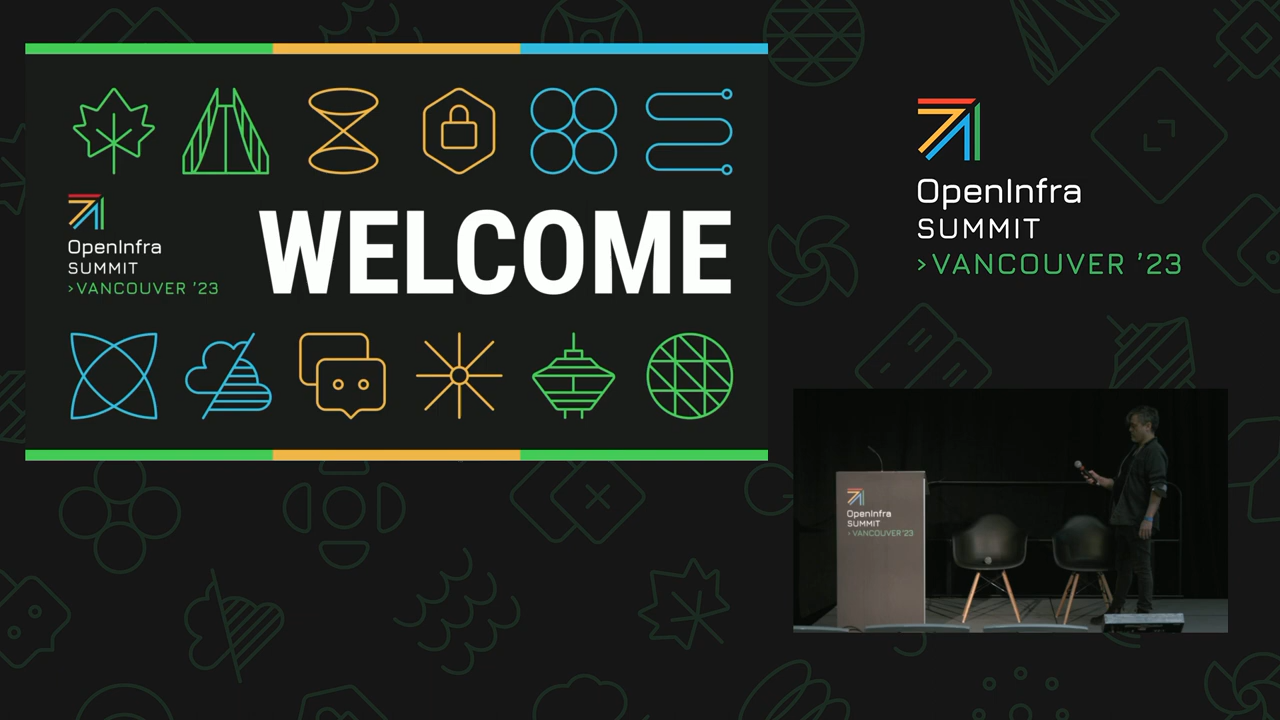 WELCOME
OpenInfra
SUMMIT
>VANCOUVER '23
OpenInfra
SUMMIT
>VANCOUVER '23
OpenInfra
SUMMIT
>VANCOUVER'23